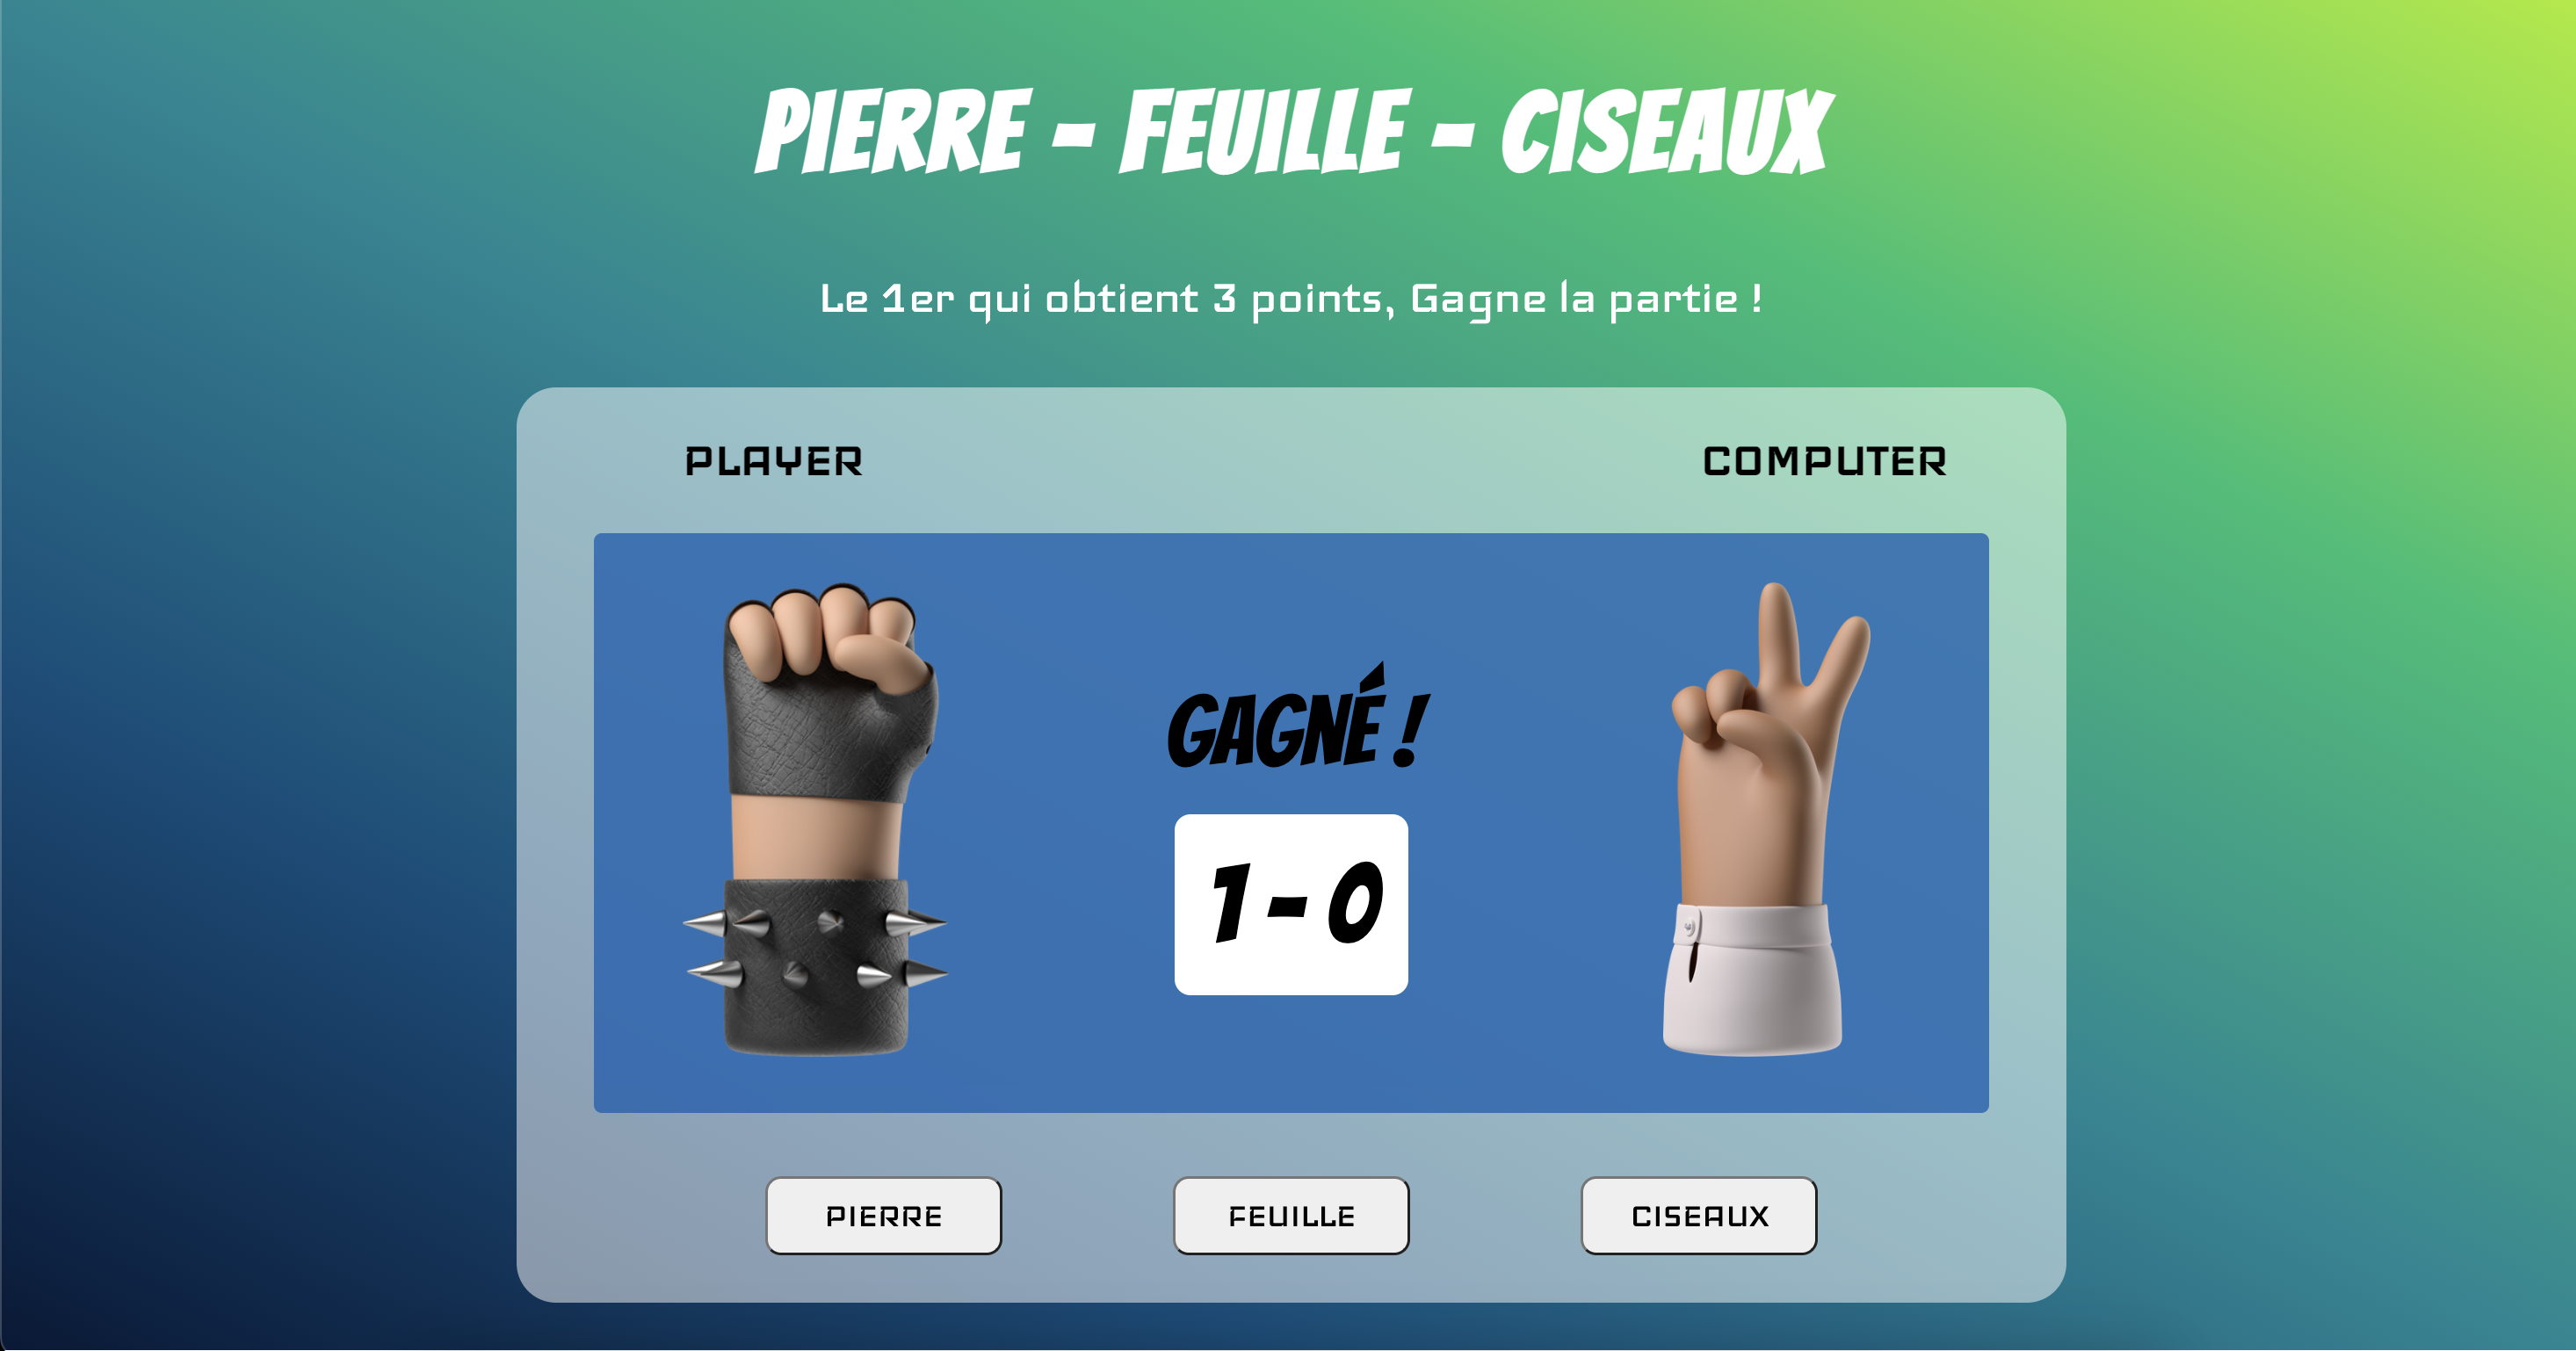 PIERRE - FEUILLE - CISEAUX
Le 1er qui obtient 3 points, Gagne la partie !
PLAYER
COMPUTER
GAGNÉ !
1 - 0
PIERRE
FEUILLE
CISEAUX